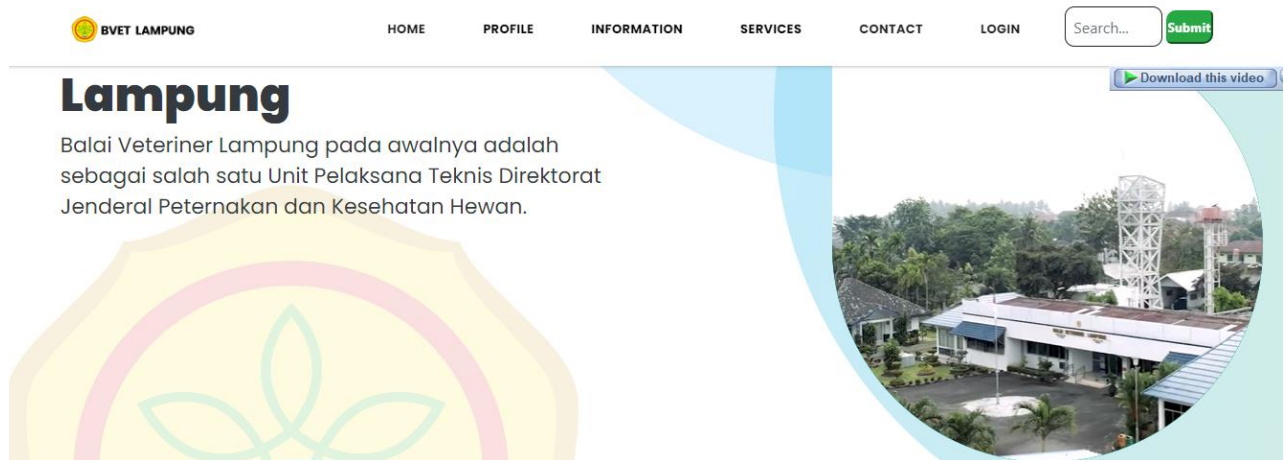 BVET LAMPUNG
HOME
PROFILE
INFORMATION
SERVICES
CONTACT
LOGIN
Search...
Submit
Download this video
Lampung
Balai Veteriner Lampung pada awalnya adalah
sebagai salah satu Unit Pelaksana Teknis Direktorat
Jenderal Peternakan dan Kesehatan Hewan.